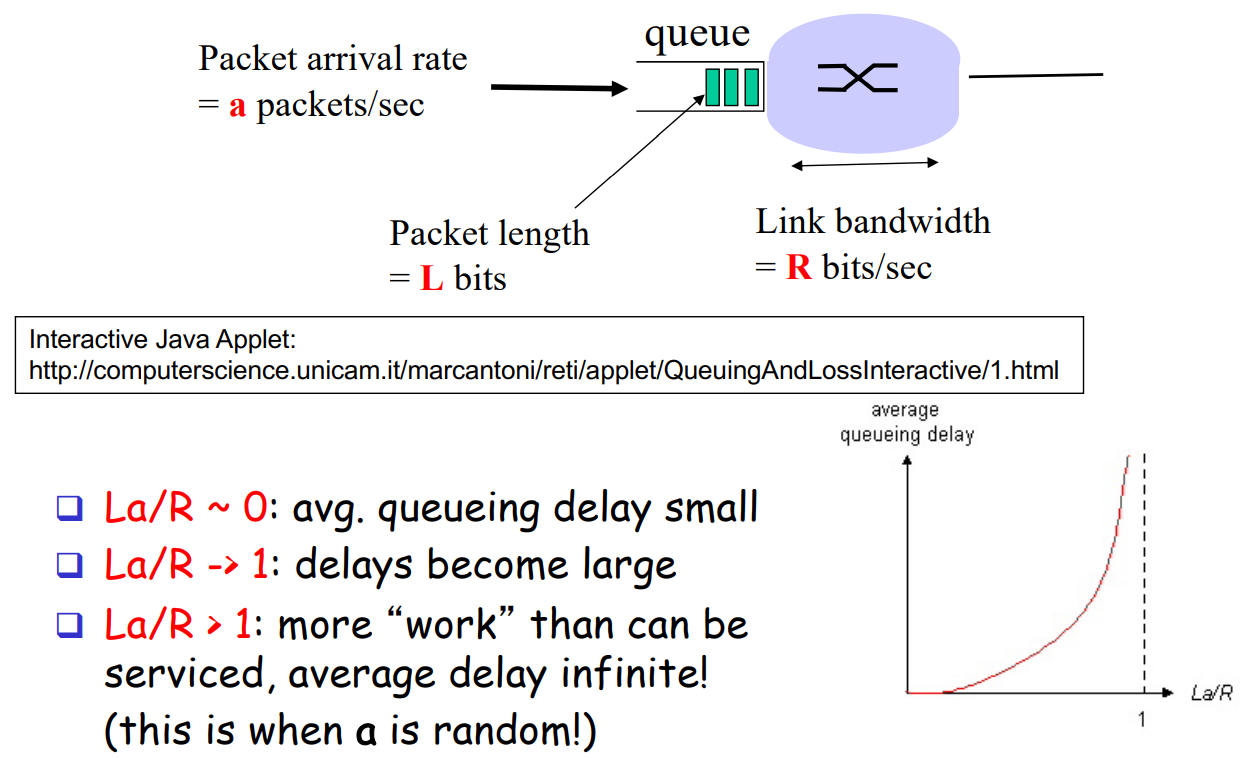 queue
Packet arrival rate
= a packets/sec
Packet length
= L bits
Link bandwidth
= R bits/sec
Interactive Java Applet:
http://computerscience.unicam.it/marcantoni/reti/applet/QueuingAndLossInteractive/1.html
average
queueing delay
La/R
1
La/R ~ 0: avg. queueing delay small
La/R -> 1: delays become large
La/R > 1: more “work” than can be
serviced, average delay infinite!
(this is when a is random!)